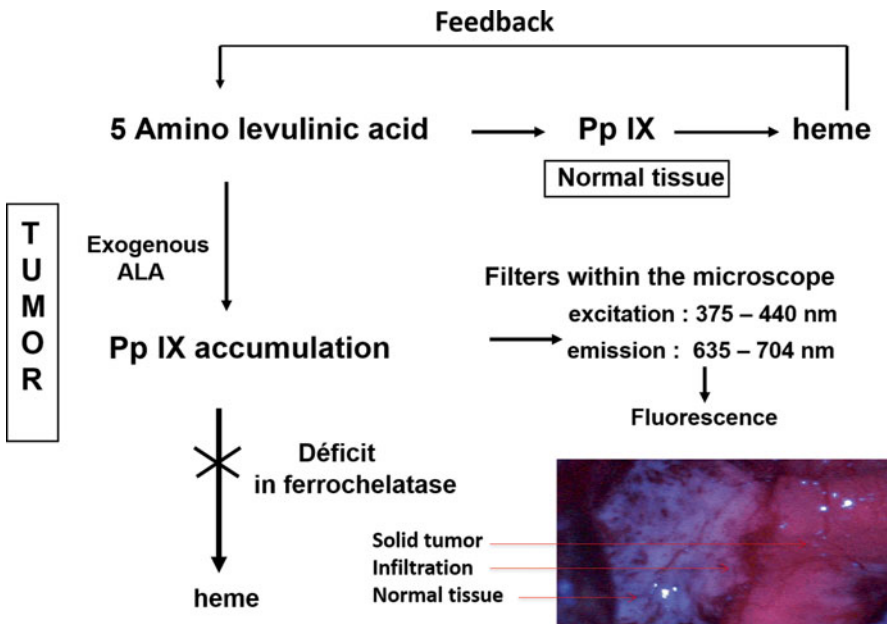 Feedback
5 Amino levulinic acid
Pp IX
heme
Normal tissue
TUMOR
Exogenous
ALA
Pp IX accumulation
Filters within the microscope
excitation : 375 – 440 nm
emission : 635 – 704 nm
Fluorescence
Déficit
in ferrochelatase
heme
Solid tumor
Infiltration
Normal tissue